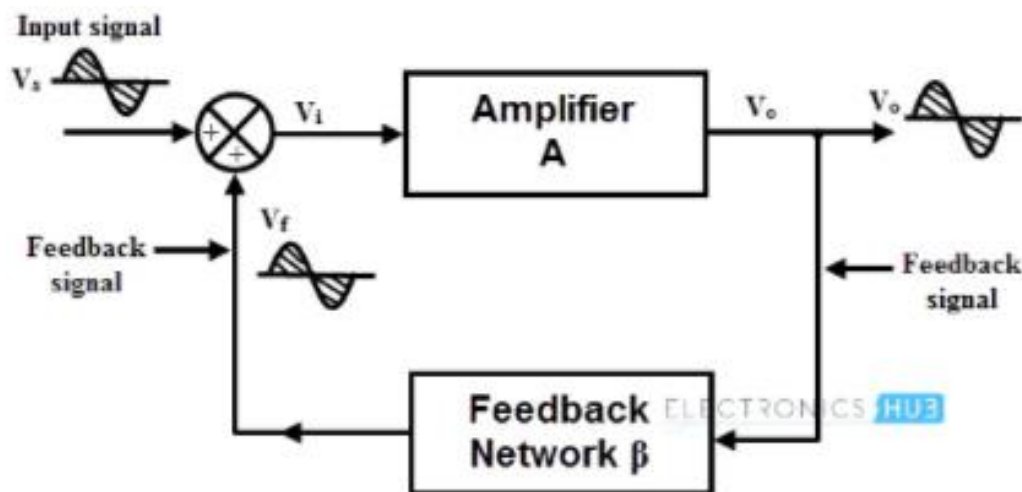 Input signal
Vs
+
+
Vi
Amplifier
A
Vo
Vo
Vf
Feedback
signal
Feedback
signal
Feedback
Network β
ELECTRONICS HUB